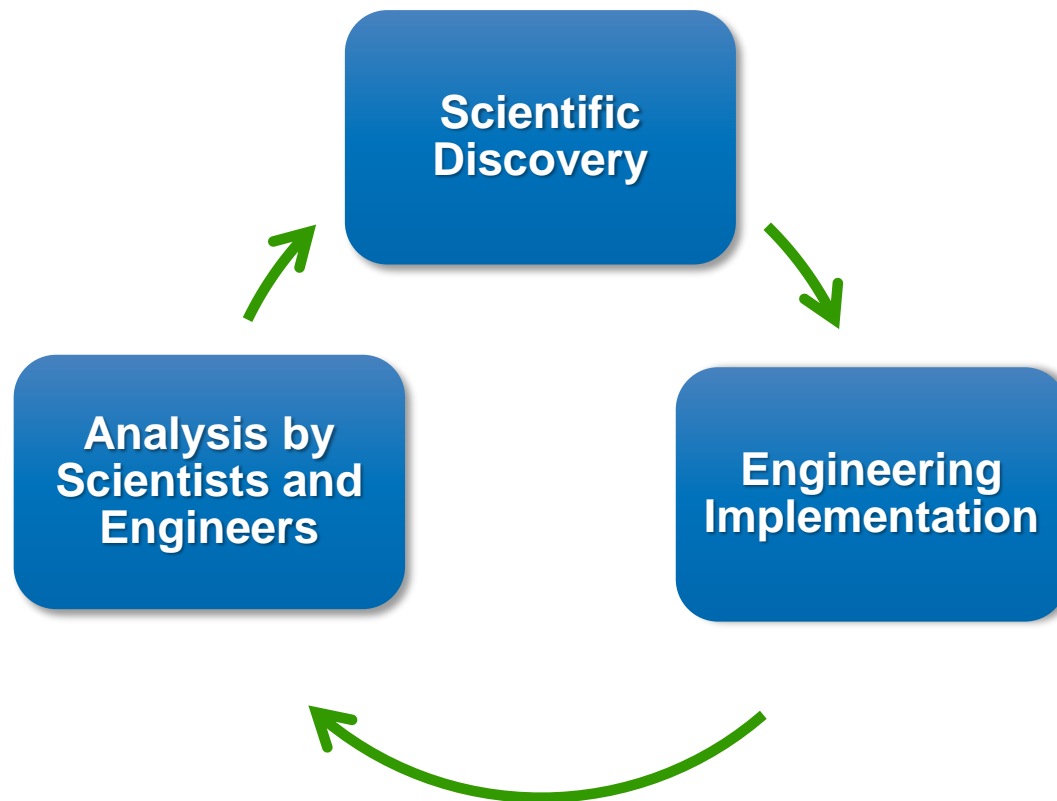 Scientific
Discovery
Analysis by
Scientists and
Engineers
Engineering
Implementation